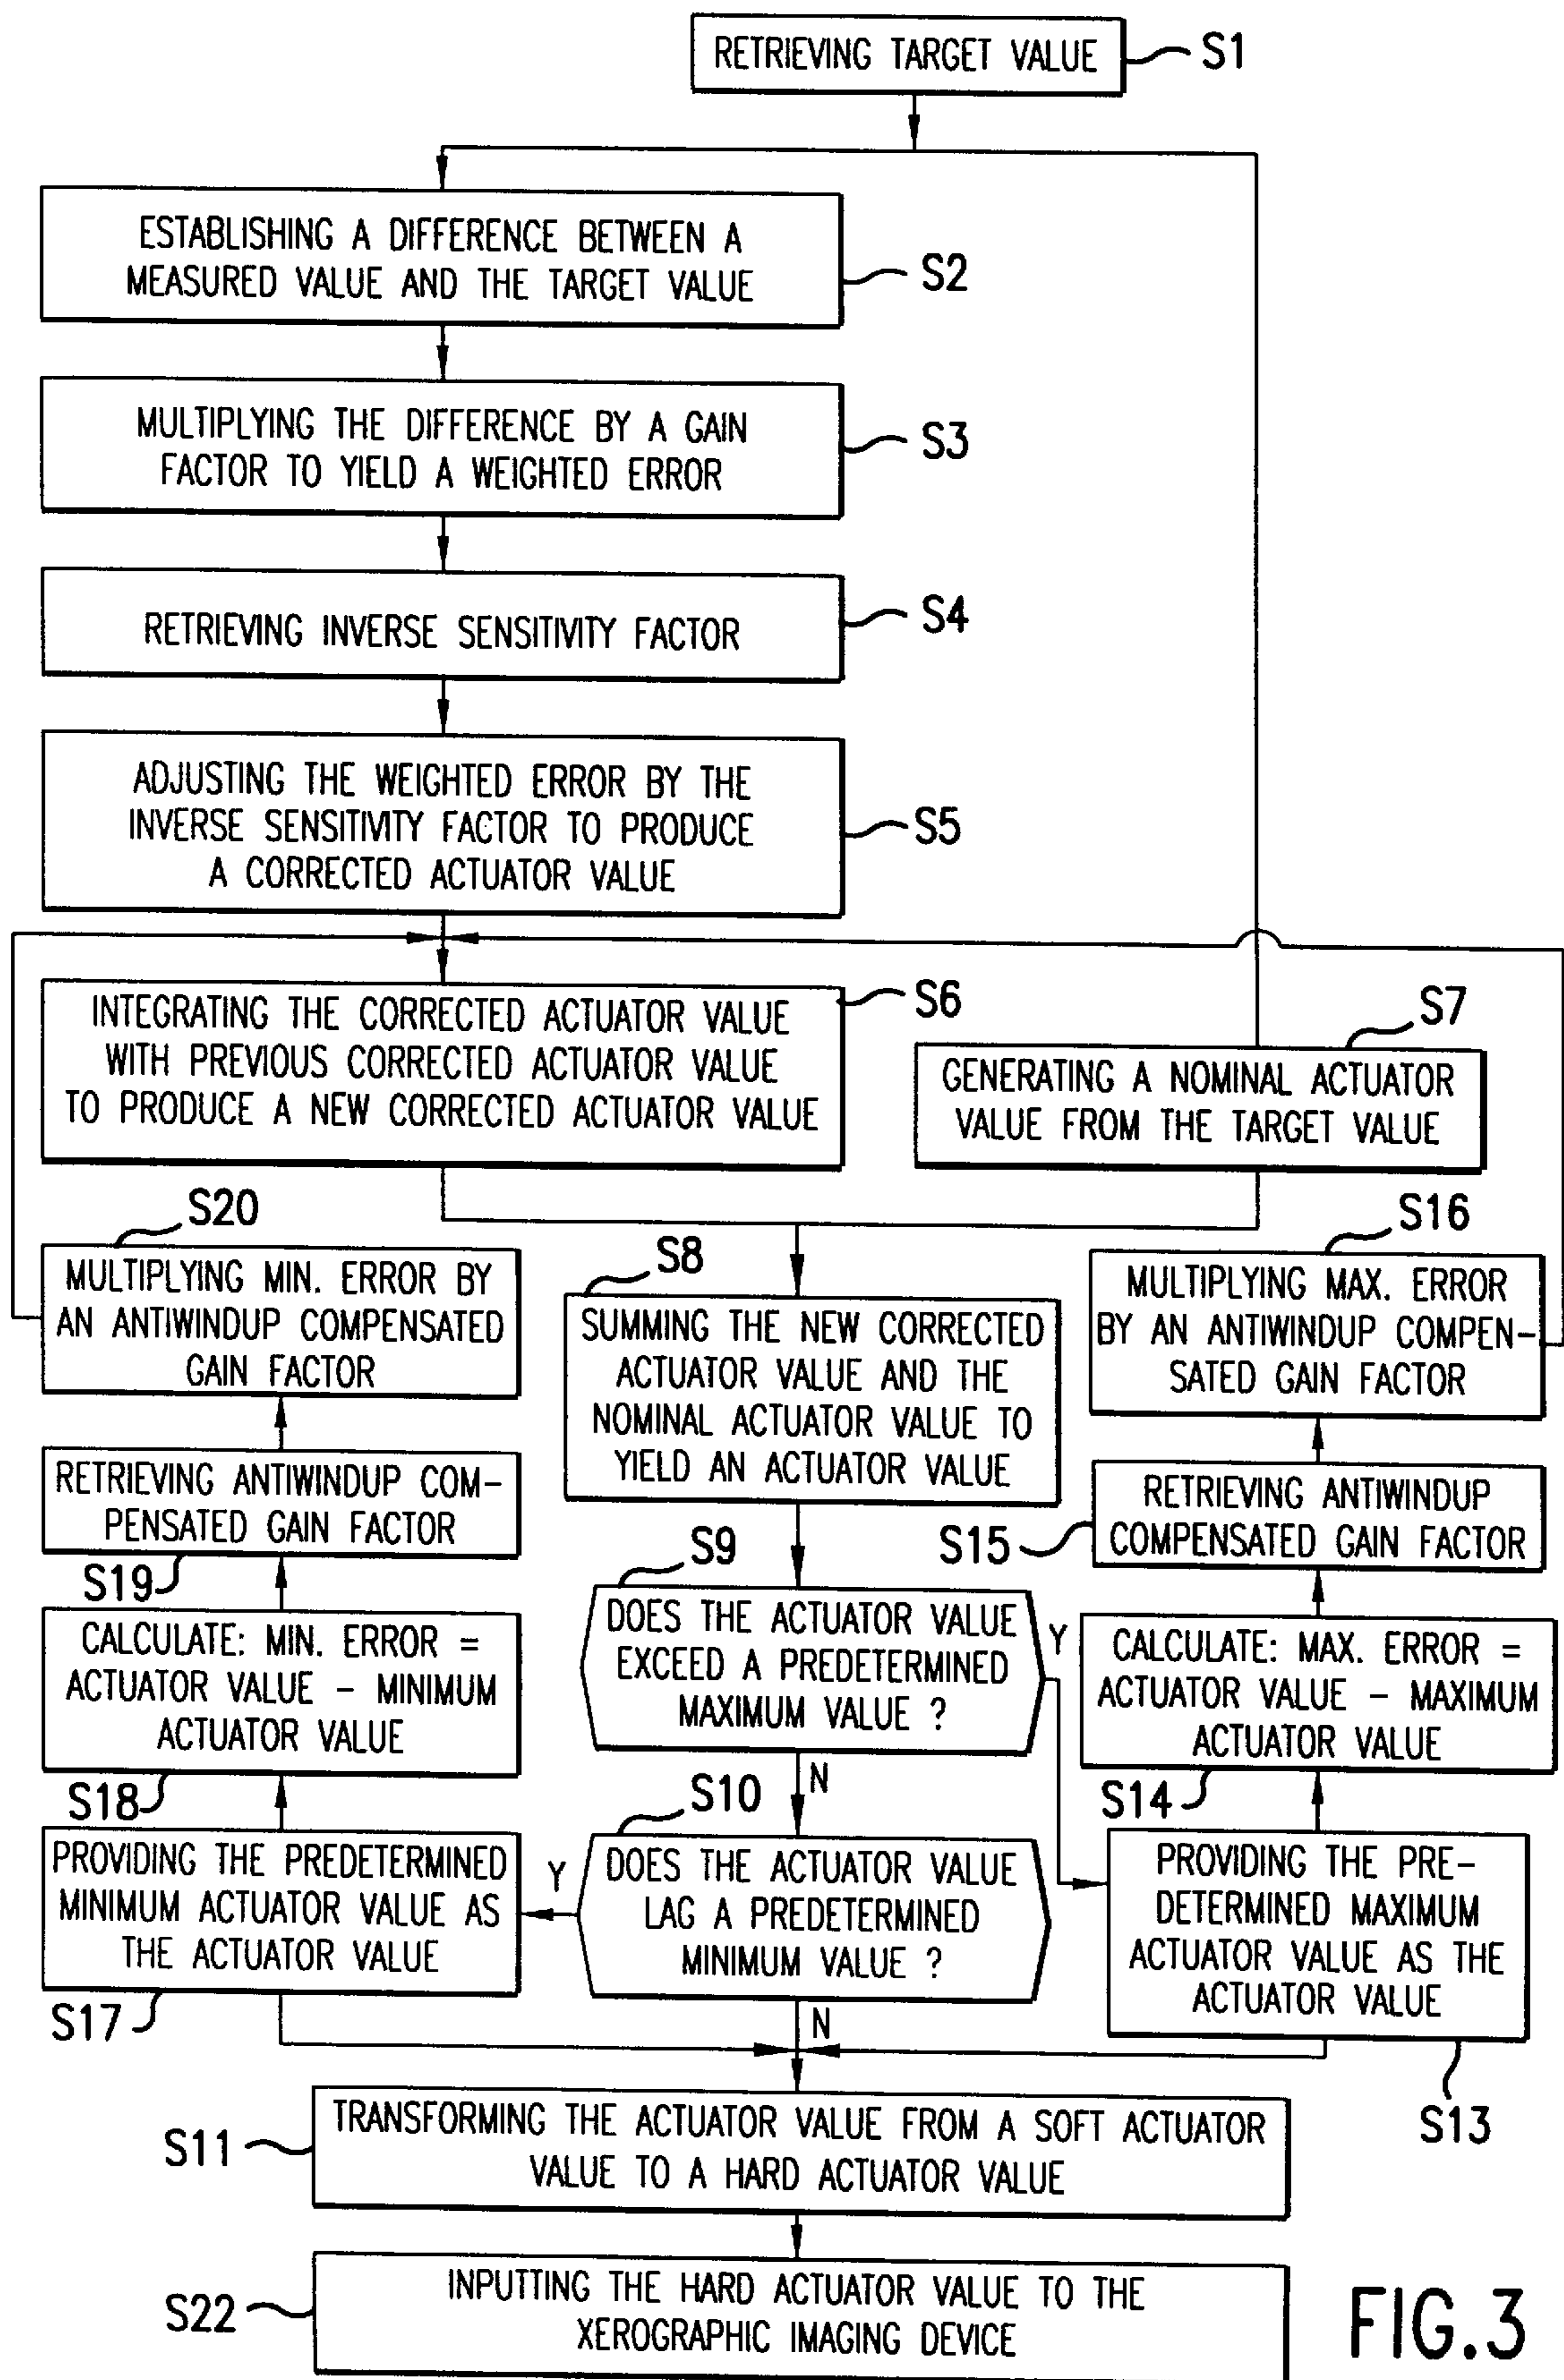 RETRIEVING TARGET VALUE
S1
ESTABLISHING A DIFFERENCE BETWEEN A
MEASURED VALUE AND THE TARGET VALUE
S2
MULTIPLYING THE DIFFERENCE BY A GAIN
FACTOR TO YIELD A WEIGHTED ERROR
S3
RETRIEVING INVERSE SENSITIVITY FACTOR
S4
ADJUSTING THE WEIGHTED ERROR BY THE
INVERSE SENSITIVITY FACTOR TO PRODUCE
A CORRECTED ACTUATOR VALUE
S5
INTEGRATING THE CORRECTED ACTUATOR VALUE
WITH PREVIOUS CORRECTED ACTUATOR VALUE
TO PRODUCE A NEW CORRECTED ACTUATOR VALUE
S6
S7
GENERATING A NOMINAL ACTUATOR
VALUE FROM THE TARGET VALUE
S20
MULTIPLYING MIN. ERROR BY
AN ANTIWINDUP COMPENSATED
GAIN FACTOR
S8
SUMMING THE NEW CORRECTED
ACTUATOR VALUE AND THE
NOMINAL ACTUATOR VALUE TO
YIELD AN ACTUATOR VALUE
S16
MULTIPLYING MAX. ERROR
BY AN ANTIWINDUP COMPEN-
SATED GAIN FACTOR
RETRIEVING ANTIWINDUP COM-
PENSATED GAIN FACTOR
S19
S9
DOES THE ACTUATOR VALUE
EXCEED A PREDETERMINED
MAXIMUM VALUE ?
Y
N
S15
RETRIEVING ANTIWINDUP
COMPENSATED GAIN FACTOR
CALCULATE: MIN. ERROR =
ACTUATOR VALUE - MINIMUM
ACTUATOR VALUE
S18
CALCULATE: MAX. ERROR =
ACTUATOR VALUE - MAXIMUM
ACTUATOR VALUE
S14
S10
PROVIDING THE PREDETERMINED
MINIMUM ACTUATOR VALUE AS
THE ACTUATOR VALUE
S17
Y
DOES THE ACTUATOR VALUE
LAG A PREDETERMINED
MINIMUM VALUE ?
N
PROVIDING THE PRE-
DETERMINED MAXIMUM
ACTUATOR VALUE AS THE
ACTUATOR VALUE
S13
S11
TRANSFORMING THE ACTUATOR VALUE FROM A SOFT ACTUATOR
VALUE TO A HARD ACTUATOR VALUE
S22
INPUTTING THE HARD ACTUATOR VALUE TO THE
XEROGRAPHIC IMAGING DEVICE
FIG.3